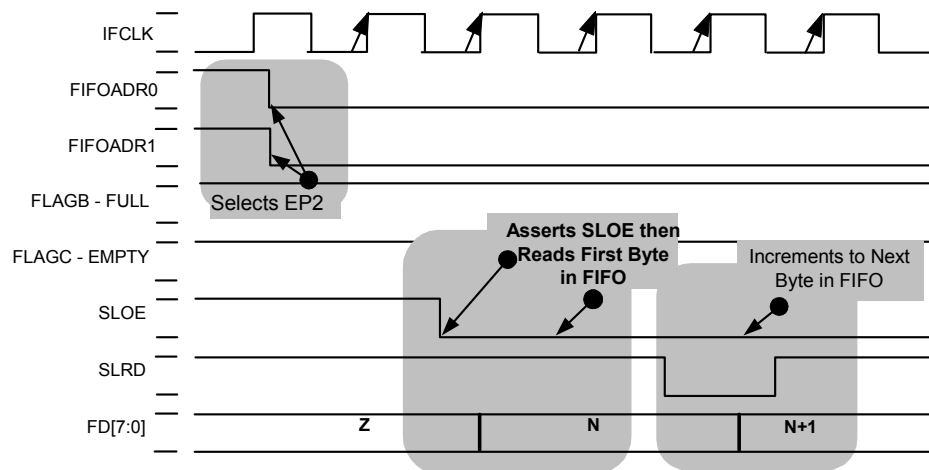 IFCLK
FIFOADR0
FIFOADR1
FLAGB - FULL
Selects EP2
FLAGC - EMPTY
Asserts SLOE then
Reads First Byte
in FIFO
Increments to Next
Byte in FIFO
SLOE
SLRD
FD[7:0]
Z
N
N+1